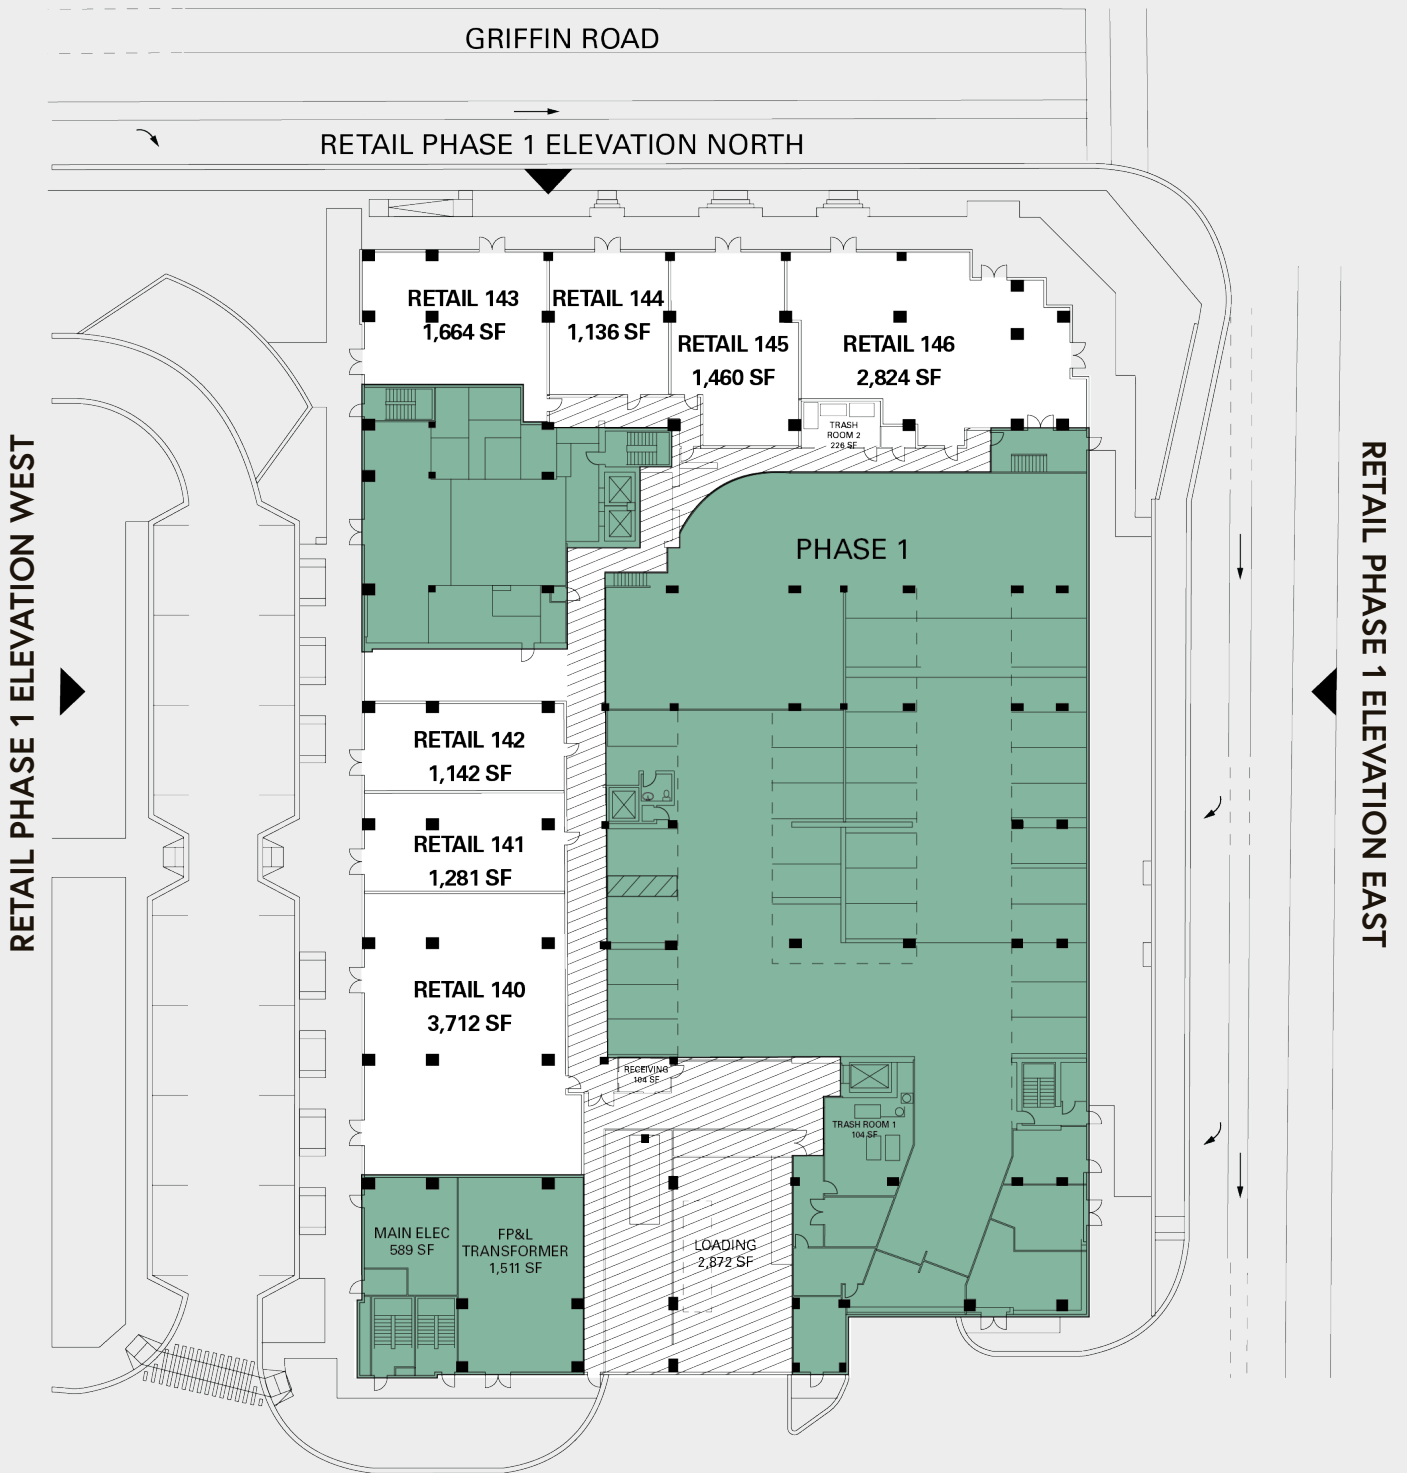 GRIFFIN ROAD
RETAIL PHASE 1 ELEVATION NORTH
RETAIL 143
1,664 SF
RETAIL 144
1,136 SF
RETAIL 145
1,460 SF
RETAIL 146
2,824 SF
TRASH
ROOM 2
226 SF
RETAIL PHASE 1 ELEVATION WEST
RETAIL PHASE 1 ELEVATION EAST
PHASE 1
RETAIL 142
1,142 SF
RETAIL 141
1,281 SF
RETAIL 140
3,712 SF
RECEIVING
104 SF
TRASH ROOM 1
104 SF
MAIN ELEC
589 SF
FP&L
TRANSFORMER
1,511 SF
LOADING
2,872 SF